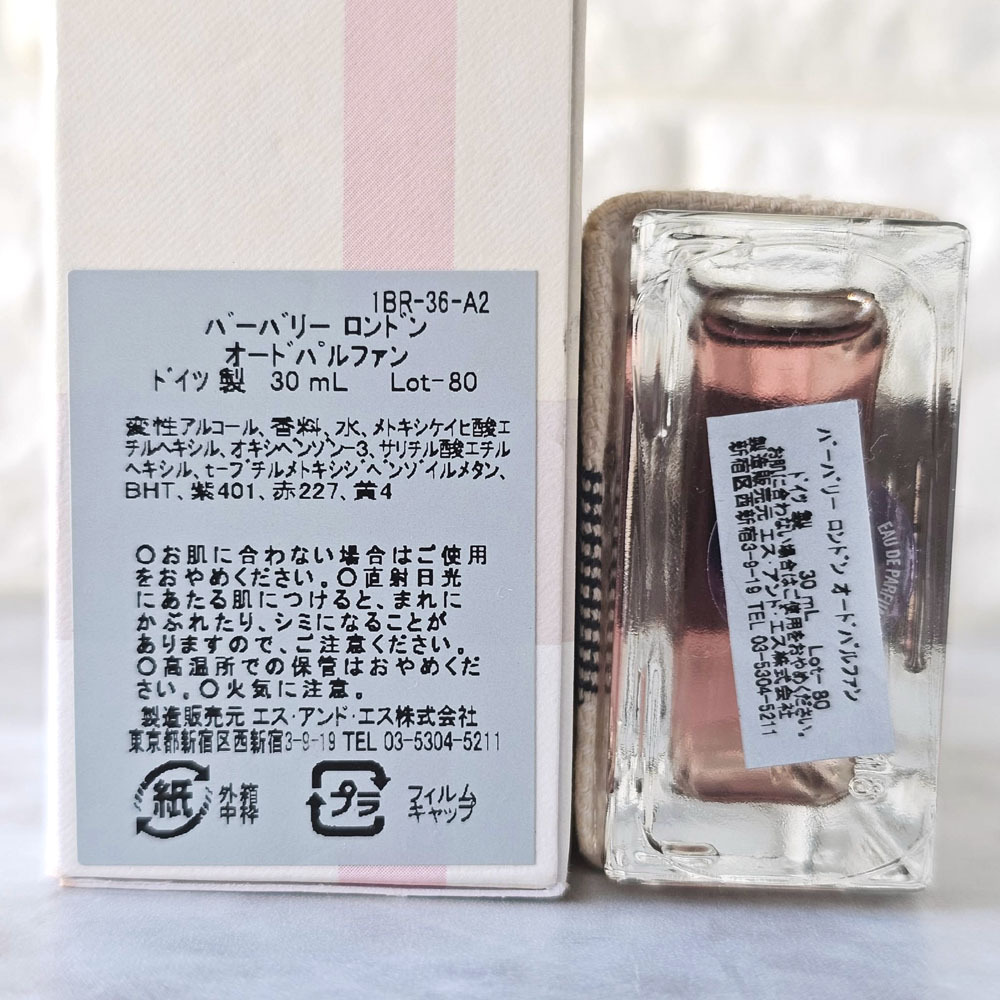 1BR-36-A2
バーバリー ロンドン
オードパルファン
ドイツ 製 30 mL Lot-80
変性アルコール、香料、水、メトキシケイヒ酸エ
チルヘキシル、オキシベンゾン-3、サリチル酸エチル
ヘキシル、t-ブチルメトキシジベンゾイルメタン、
BHT、紫401、赤227、黄4
○お肌に合わない場合はご使用
をおやめください。○直射日光
にあたる肌につけると、まれに
かぶれたり、シミになることが
ありますので、ご注意ください。
○高温所での保管はおやめくだ
さい。○火気に注意。
製造販売元 エス・アンド・エス株式会社
東京都新宿区西新宿3-9-19 TEL 03-5304-5211
紙
外箱
中枠
プラ
フィルム
キャップ
バーバリー ロンドン オードパルファン
ドイツ 製 30 mL Lot- 80
お肌に合わない場合はご使用をおやめください。
製造販売元 エス・アンド・エス株式会社
新宿区西新宿3-9-19 TEL 03-5304-5211
EAU DE